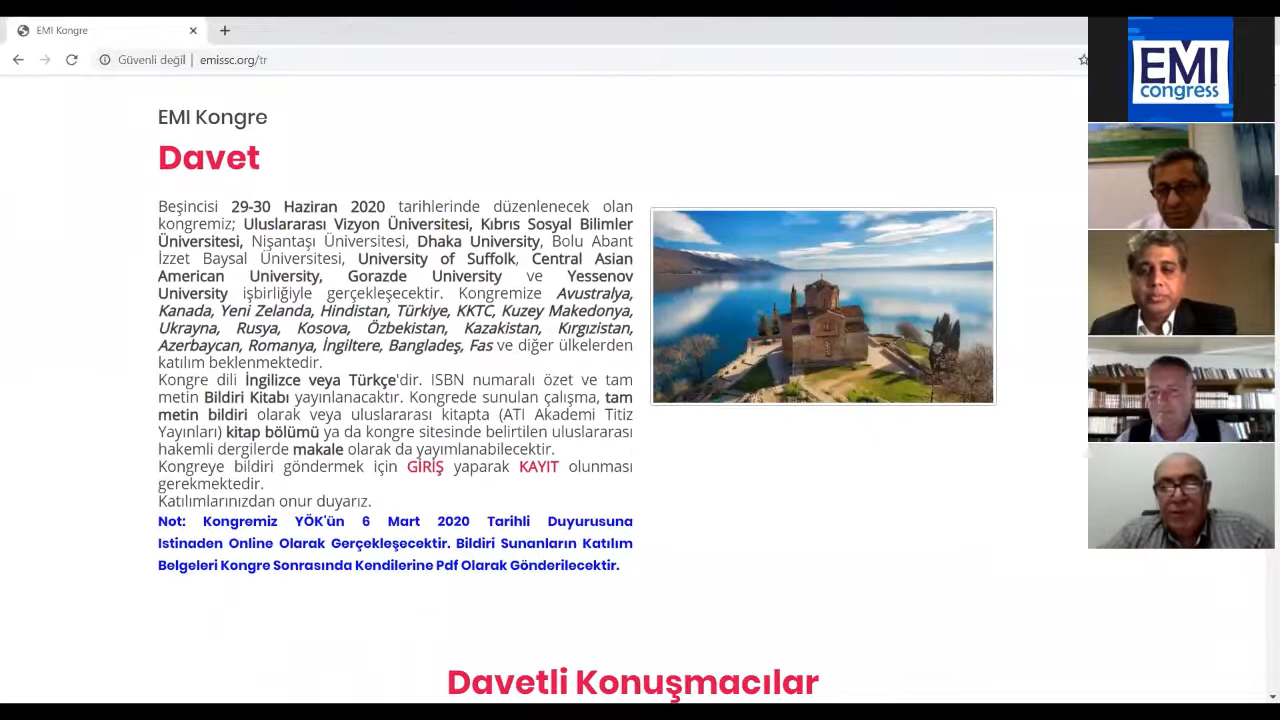 EMI Kongre
Güvenli değil | emissc.org/tr
EMI
congress
EMI Kongre
Davet
Beşincisi 29-30 Haziran 2020 tarihlerinde düzenlenecek olan
kongremiz; Uluslararası Vizyon Üniversitesi, Kıbrıs Sosyal Bilimler
Üniversitesi, Nişantaşı Üniversitesi, Dhaka University, Bolu Abant
İzzet Baysal Üniversitesi, University of Suffolk, Central Asian
American University, Gorazde University ve Yessenov
University işbirliğiyle gerçekleşecektir. Kongremize Avustralya,
Kanada, Yeni Zelanda, Hindistan, Türkiye, KKTC, Kuzey Makedonya,
Ukrayna, Rusya, Kosova, Özbekistan, Kazakistan, Kırgızistan,
Azerbaycan, Romanya, İngiltere, Bangladeş, Fas ve diğer ülkelerden
katılım beklenmektedir.
Kongre dili İngilizce veya Türkçe'dir. ISBN numaralı özet ve tam
metin Bildiri Kitabı yayınlanacaktır. Kongrede sunulan çalışma, tam
metin bildiri olarak veya uluslararası kitapta (ATI Akademi Titiz
Yayınları) kitap bölümü ya da kongre sitesinde belirtilen uluslararası
hakemli dergilerde makale olarak da yayımlanabilecektir.
Kongreye bildiri göndermek için GİRİŞ yaparak KAYIT olunması
gerekmektedir.
Katılımlarınızdan onur duyarız.
Not: Kongremiz YÖK'ün 6 Mart 2020 Tarihli Duyurusuna
Istinaden Online Olarak Gerçekleşecektir. Bildiri Sunanların Katılım
Belgeleri Kongre Sonrasında Kendilerine Pdf Olarak Gönderilecektir.
Davetli Konuşmacılar